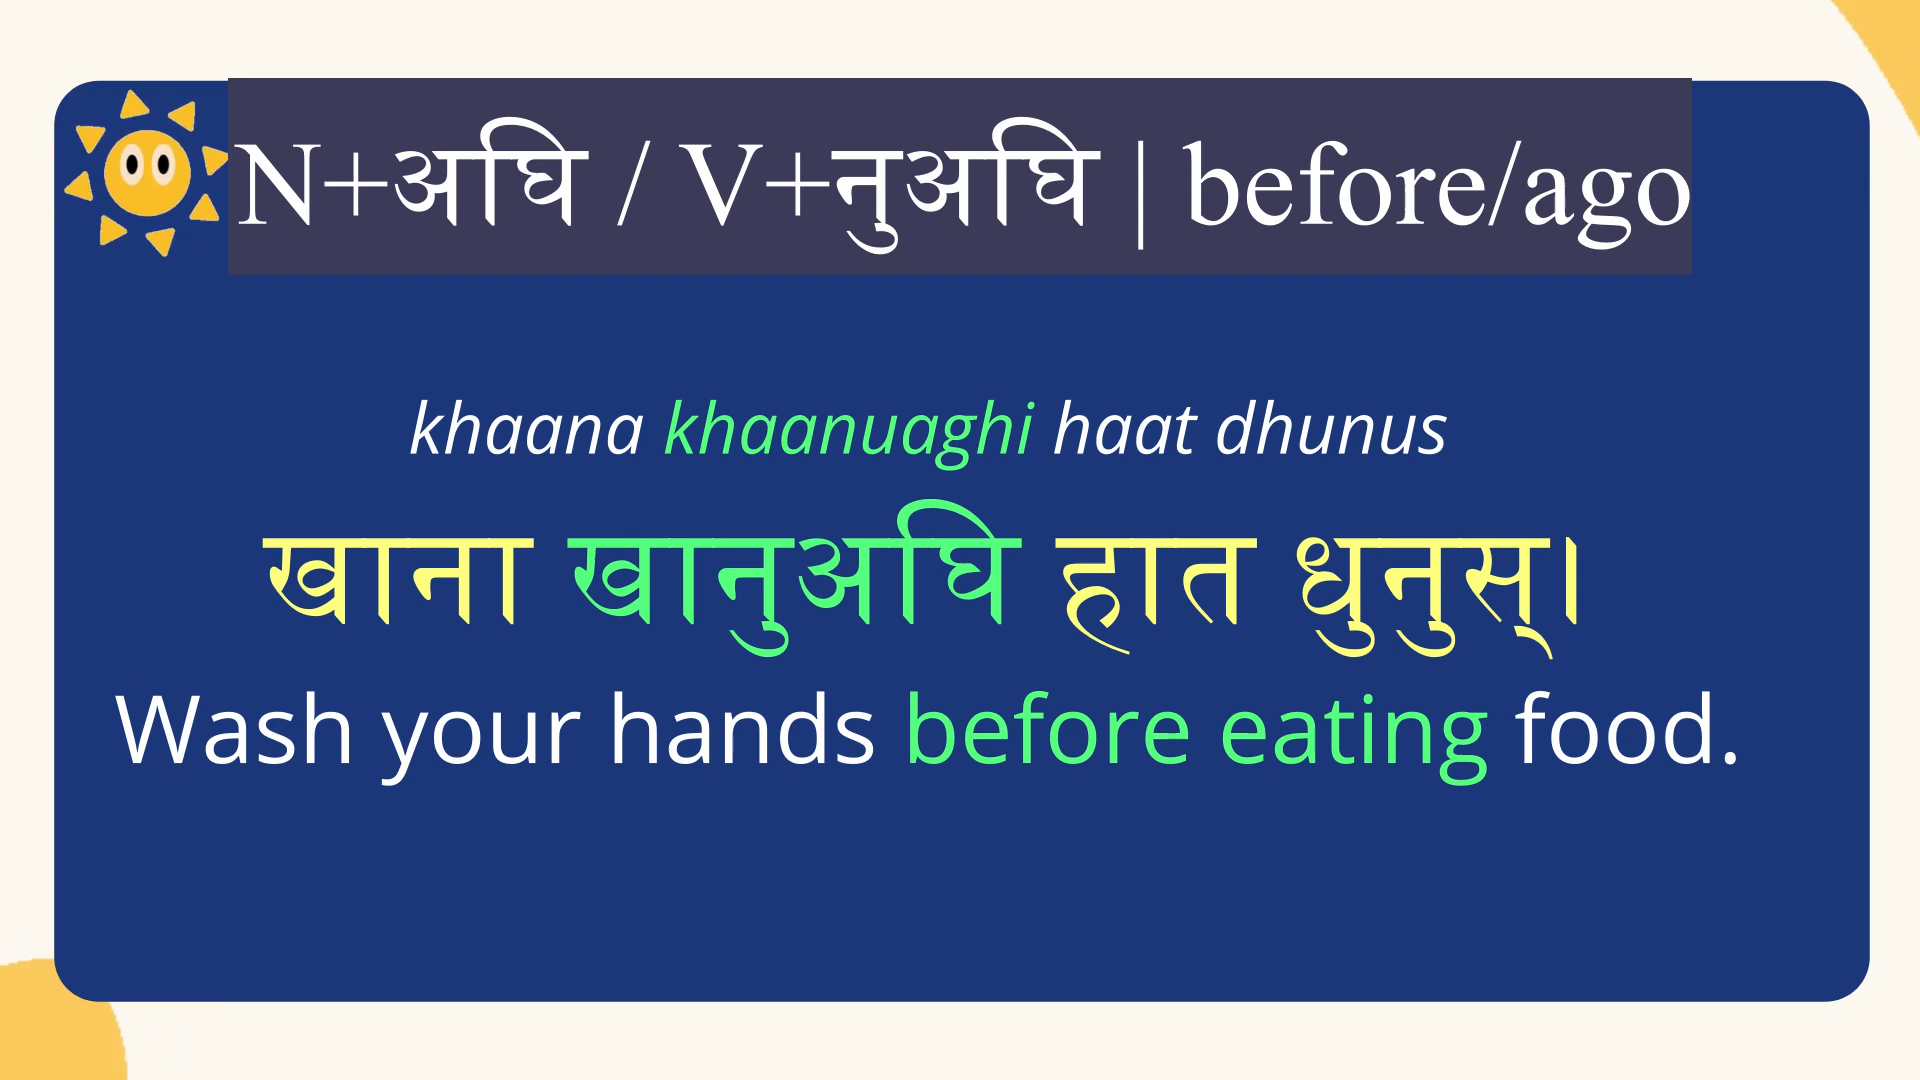 N+अघि / V+नुअघि | before/ago
khaana khaanuaghi haat dhunus
खाना खानुअघि हात धुनुस्।
Wash your hands before eating food.